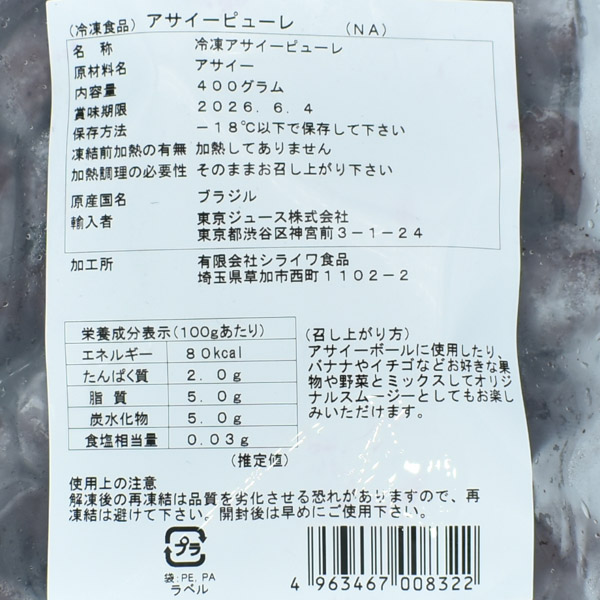 (冷凍食品) アサイーピューレ (NA)
名 称 冷凍アサイーピューレ
原材料名 アサイー
内容量 400グラム
賞味期限 2026.6.4
保存方法 -18℃以下で保存して下さい
凍結前加熱の有無 加熱してありません
加熱調理の必要性 そのままお召し上がり下さい
原産国名 ブラジル
輸入者 東京ジュース株式会社
東京都渋谷区神宮前3-1-24
加工所 有限会社シライワ食品
埼玉県草加市西町1102-2
栄養成分表示(100gあたり)
エネルギー 80kcal
たんぱく質 2.0g
脂 質 5.0g
炭水化物 5.0g
食塩相当量 0.03g
(推定値)
(召し上がり方)
アサイーボールに使用したり、
バナナやイチゴなどお好きな果
物や野菜とミックスしてオリジ
ナルスムージーとしてもお楽し
みいただけます。
使用上の注意
解凍後の再凍結は品質を劣化させる恐れがありますので、再
凍結は避けて下さい。開封後は早めにご使用下さい。
プラ
袋:PE,PA
ラベル
4 963467 008322